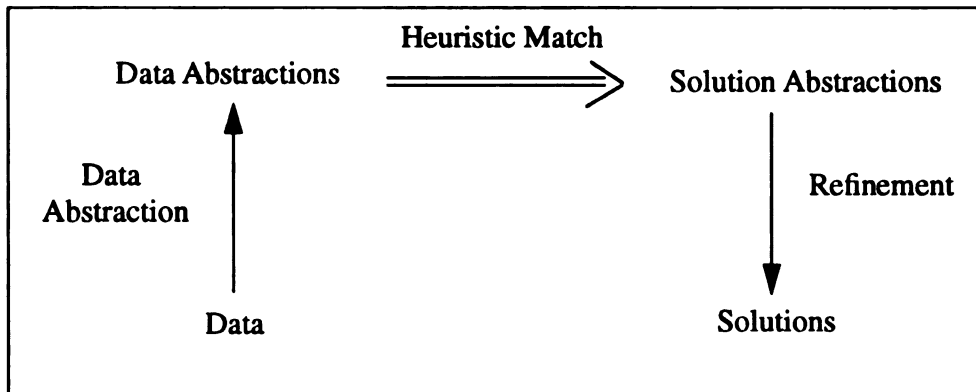 Heuristic Match
Data Abstractions
Solution Abstractions
Data
Abstraction
Refinement
Data
Solutions